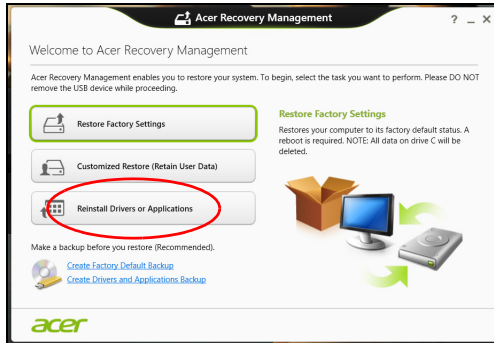 Acer Recovery Management
? _ ×
Welcome to Acer Recovery Management
Acer Recovery Management enables you to restore your system. To begin, select the task you want to perform. Please DO NOT
remove the USB device while proceeding.
Restore Factory Settings
Customized Restore (Retain User Data)
Reinstall Drivers or Applications
Restore Factory Settings
Restores your computer to its factory default status. A
reboot is required. NOTE: All data on drive C will be
deleted.
Make a backup before you restore (Recommended).
Create Factory Default Backup
Create Drivers and Applications Backup
acer